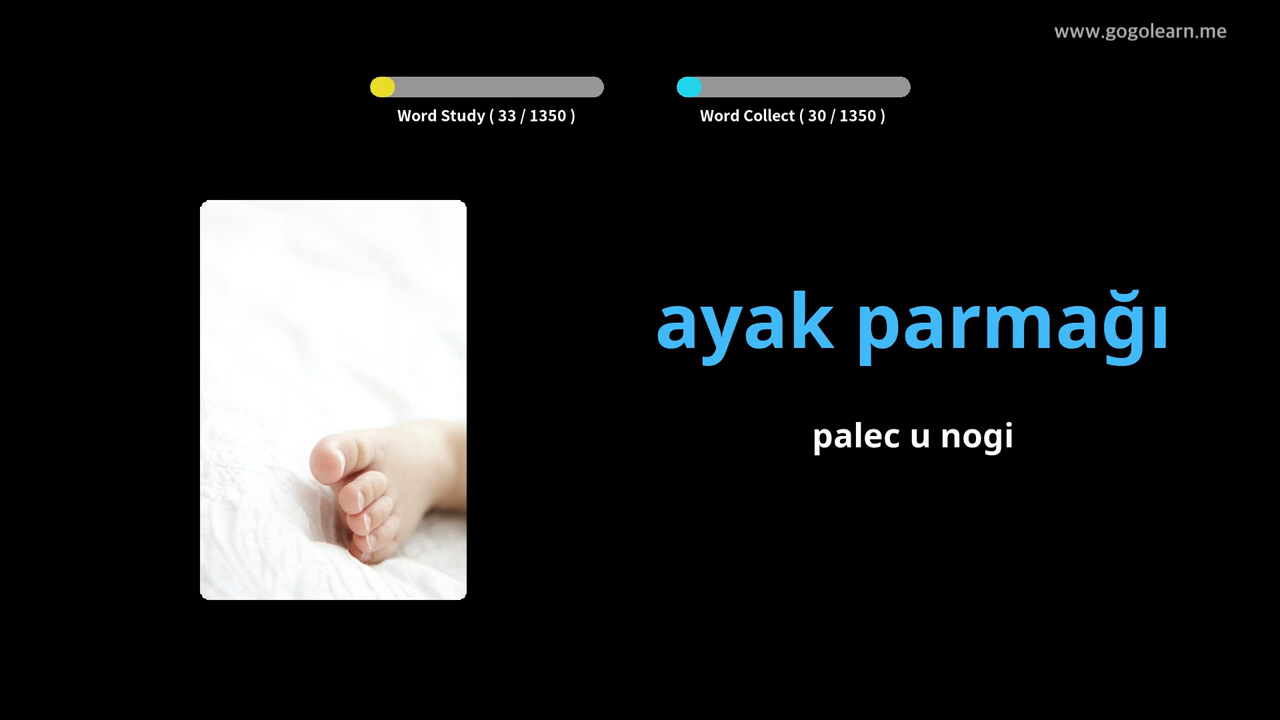 www.gogolearn.me
Word Study ( 33 / 1350 )
Word Collect ( 30 / 1350 )
ayak parmağı
palec u nogi